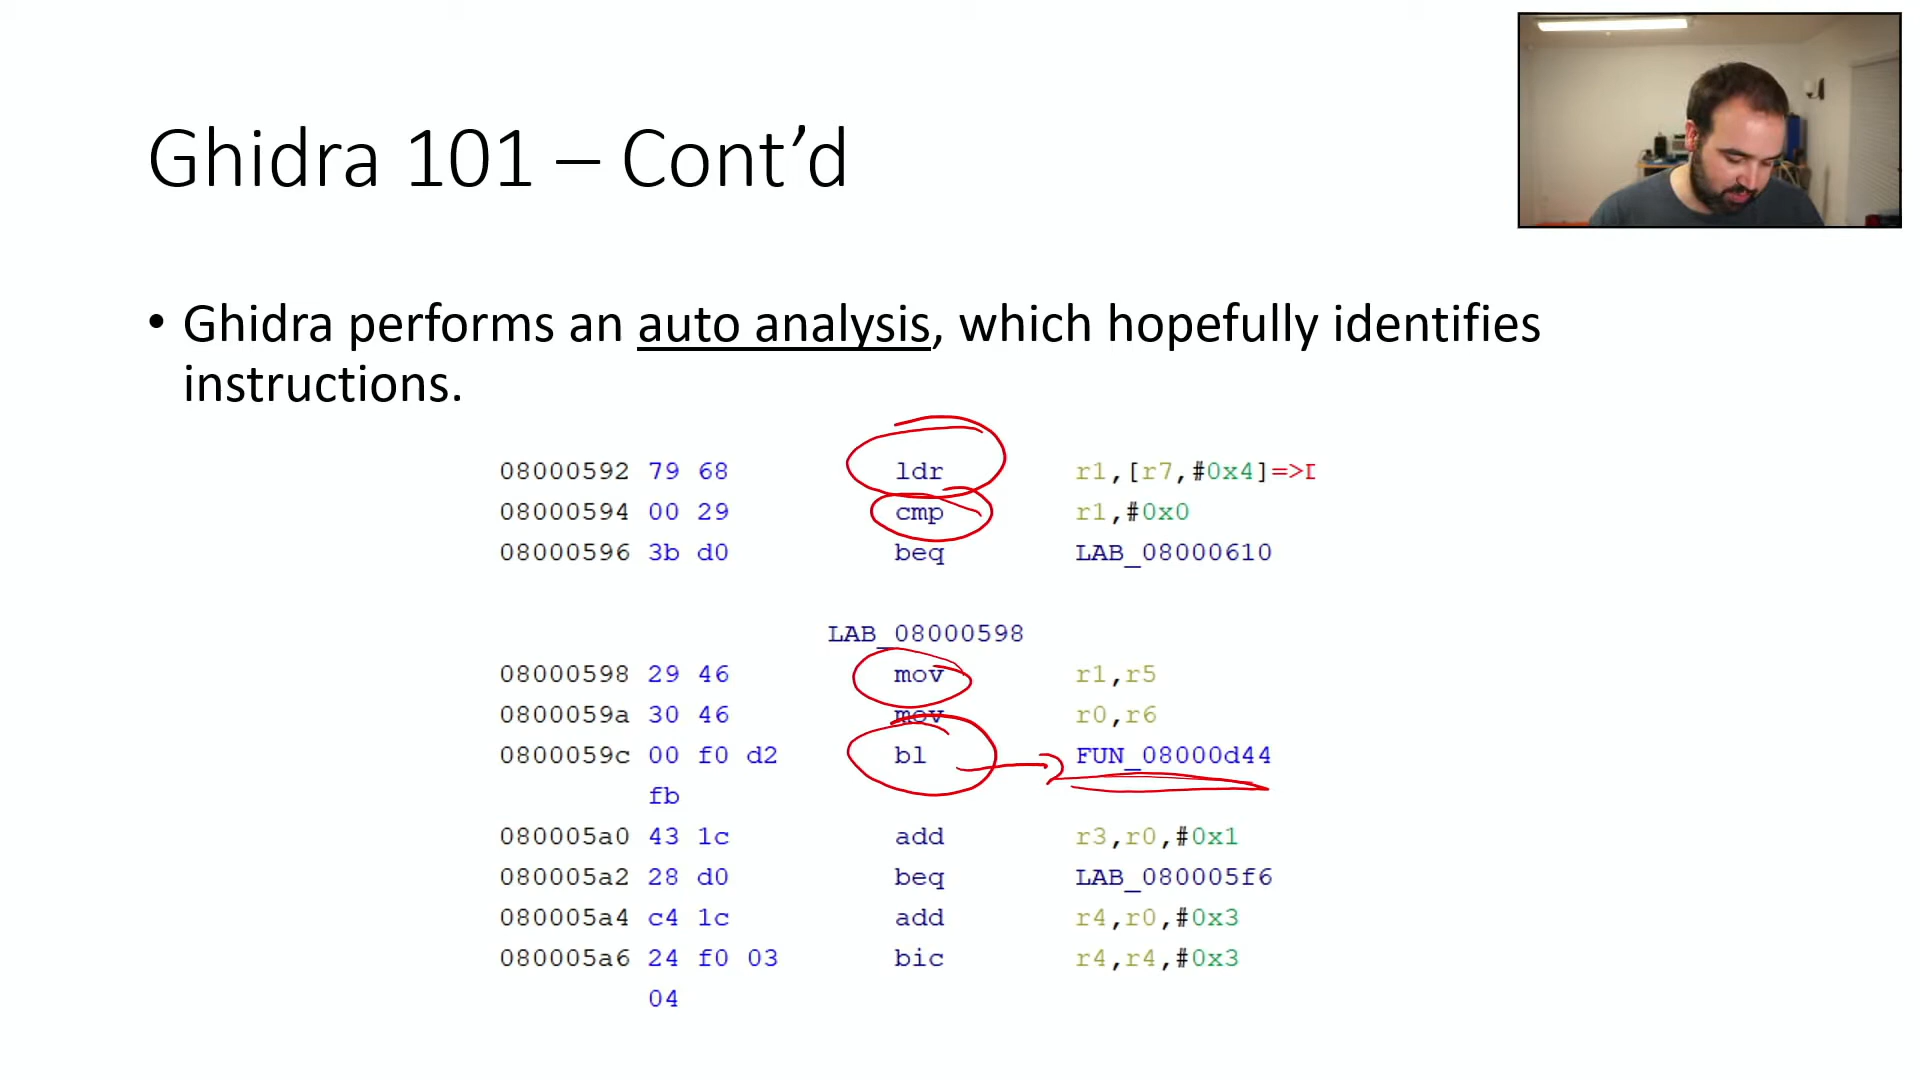 Ghidra 101 – Cont’d
• Ghidra performs an auto analysis, which hopefully identifies
instructions.
08000592 79 68 ldr r1,[r7,#0x4]=>
08000594 00 29 cmp r1,#0x0
08000596 3b d0 beq LAB_08000610
LAB_08000598
08000598 29 46 mov r1,r5
0800059a 30 46 mov r0,r6
0800059c 00 f0 d2 bl FUN_08000d44
fb
080005a0 43 1c add r3,r0,#0x1
080005a2 28 d0 beq LAB_080005f6
080005a4 c4 1c add r4,r0,#0x3
080005a6 24 f0 03 bic r4,r4,#0x3
04